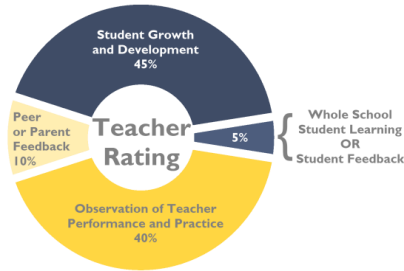 Student Growth
and Development
45%
Peer
or Parent
Feedback
10%
Teacher
Rating
5%
Whole School
Student Learning
OR
Student Feedback
Observation of Teacher
Performance and Practice
40%